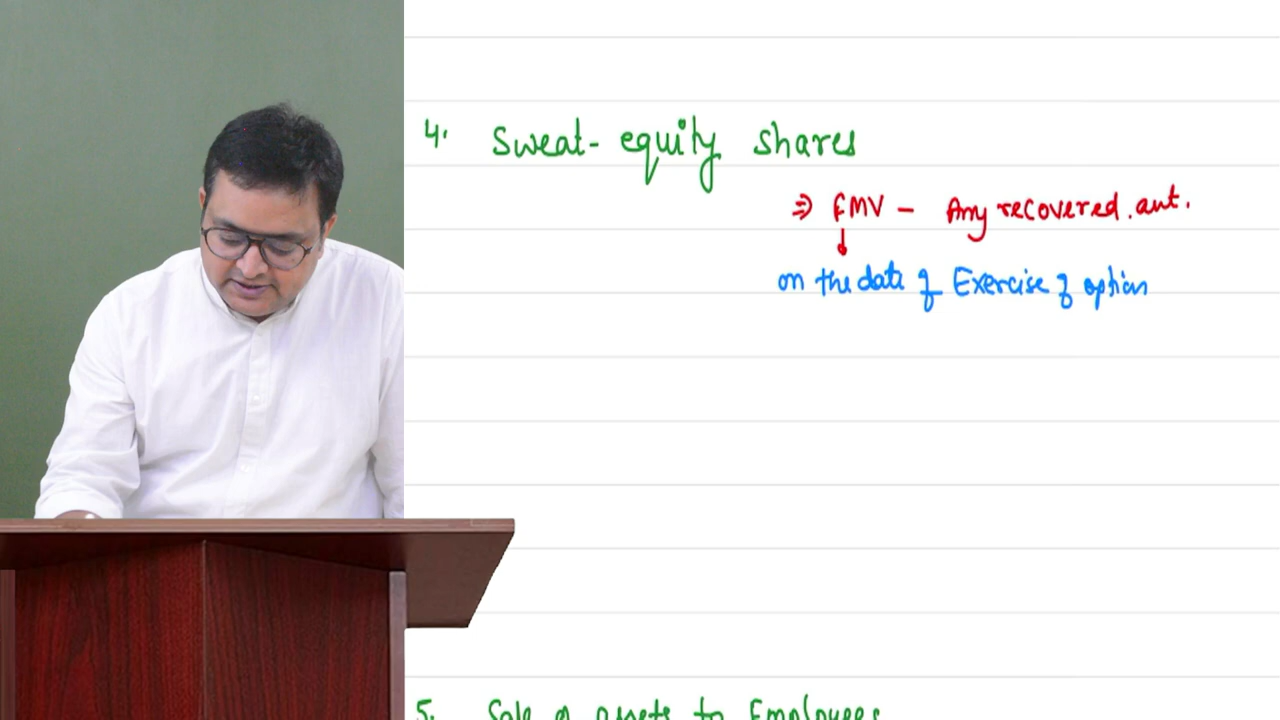 4. Sweat-equity shares
⇒ FMV - Any recovered amt.
on the date of Exercise of option
5. Sale of assets to Employees